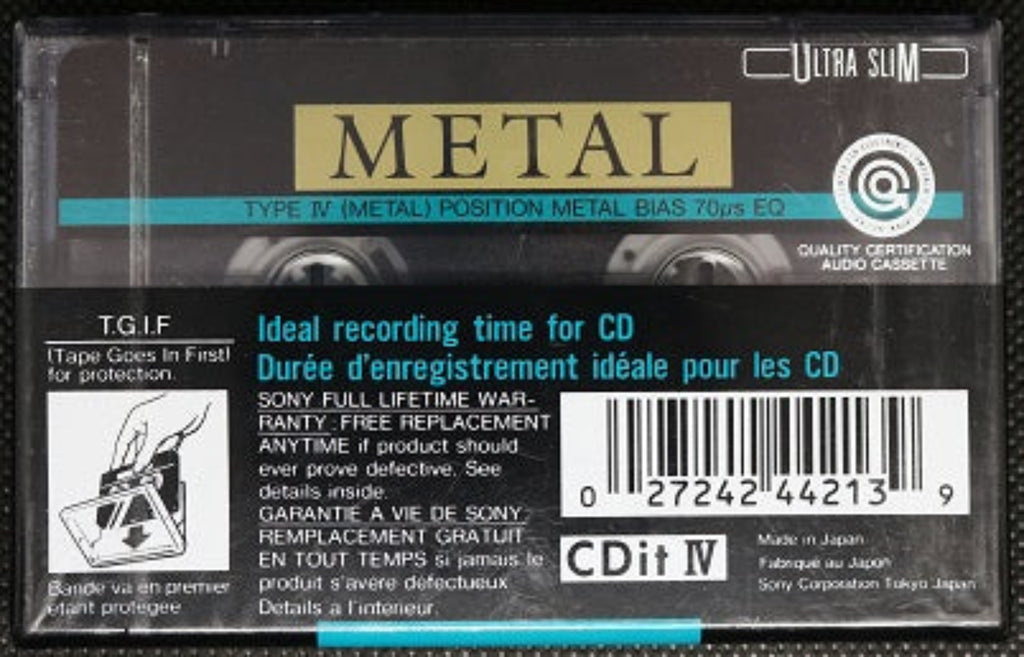 ULTRA SLIM
METAL
TYPE IV (METAL) POSITION METAL BIAS 70µs EQ
QUALITY CERTIFICATION
AUDIO CASSETTE
T.G.I.F
(Tape Goes In First)
for protection.
Bande va en premier
étant protégée
Ideal recording time for CD
Durée d'enregistrement idéale pour les CD
SONY FULL LIFETIME WAR-
RANTY : FREE REPLACEMENT
ANYTIME if product should
ever prove defective. See
details inside.
GARANTIE A VIE DE SONY:
REMPLACEMENT GRATUIT
EN TOUT TEMPS si jamais le
produit s'avère défectueux
Détails à l'intérieur.
0 27242 44213 9
CDit IV
Made in Japan
Fabriqué au Japon
Sony Corporation Tokyo Japan